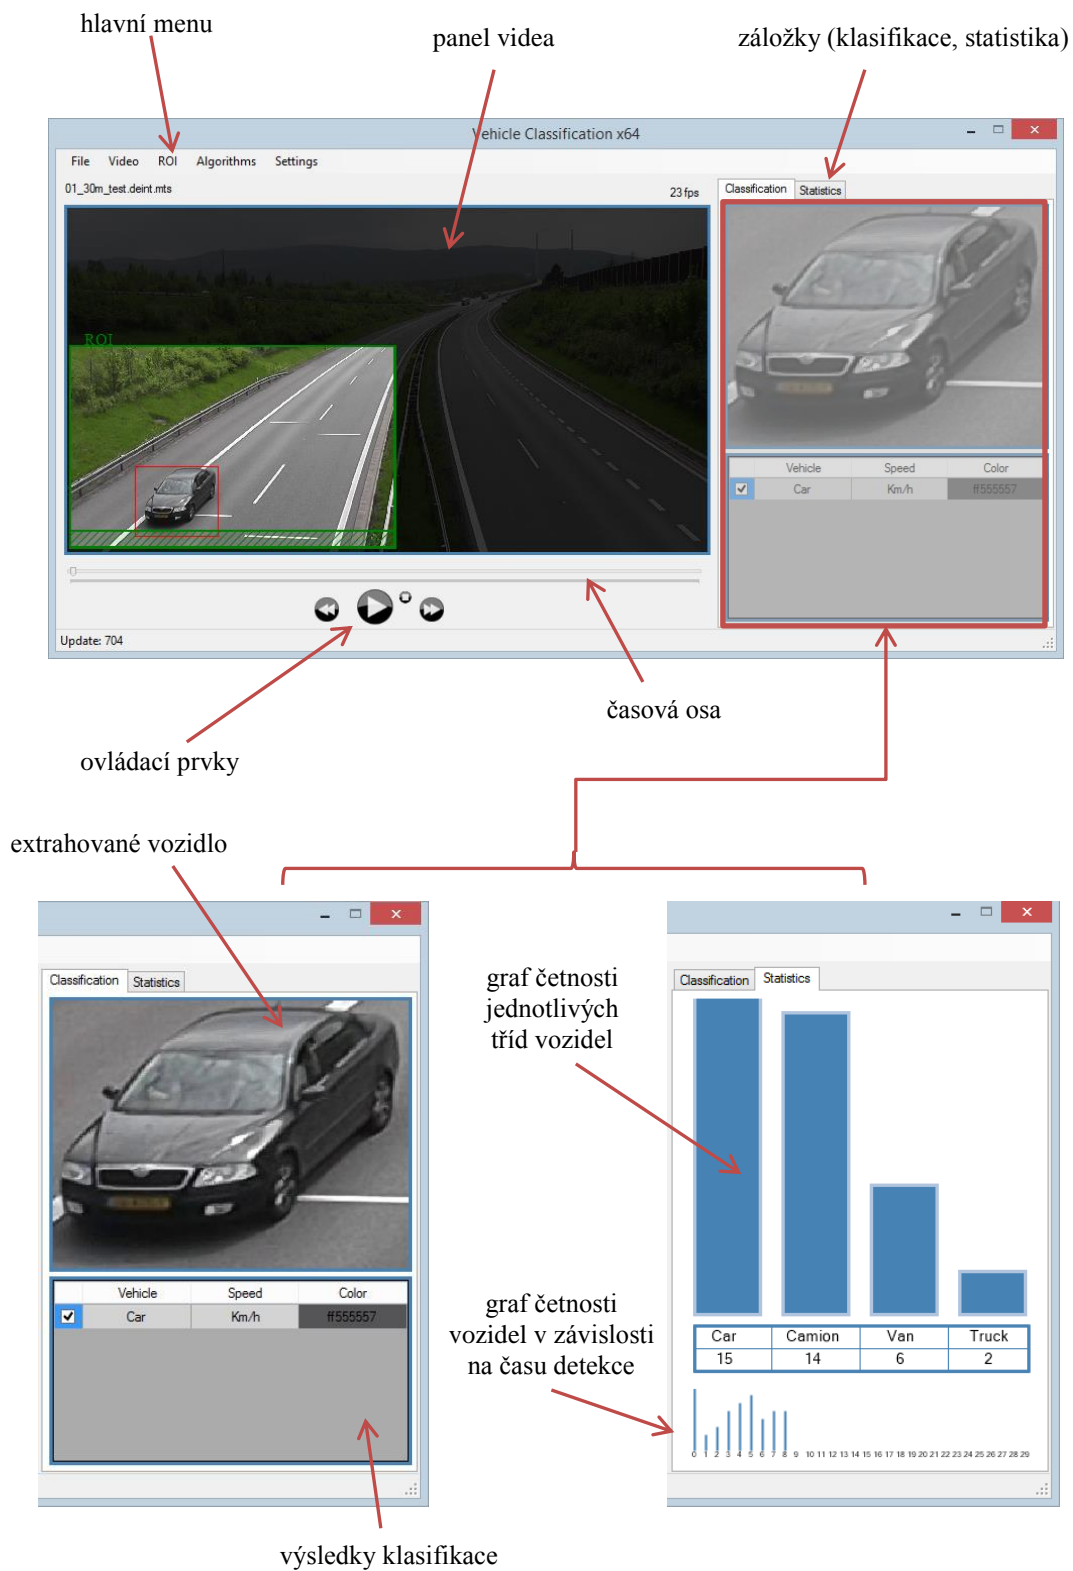 hlavní menu
panel videa
záložky (klasifikace, statistika)
Vehicle Classification x64
File Video ROI Algorithms Settings
01_30m_test.deint.mts
23 fps
Classification Statistics
ROI
Vehicle Speed Color
Car Km/h ff555557
Update: 704
časová osa
ovládací prvky
extrahované vozidlo
Classification Statistics
Vehicle Speed Color
Car Km/h ff555557
výsledky klasifikace
graf četnosti
jednotlivých
tříd vozidel
Classification Statistics
graf četnosti
vozidel v závislosti
na času detekce
Car Camion Van Truck
15 14 6 2
0 1 2 3 4 5 6 7 8 9 10 11 12 13 14 15 16 17 18 19 20 21 22 23 24 25 26 27 28 29